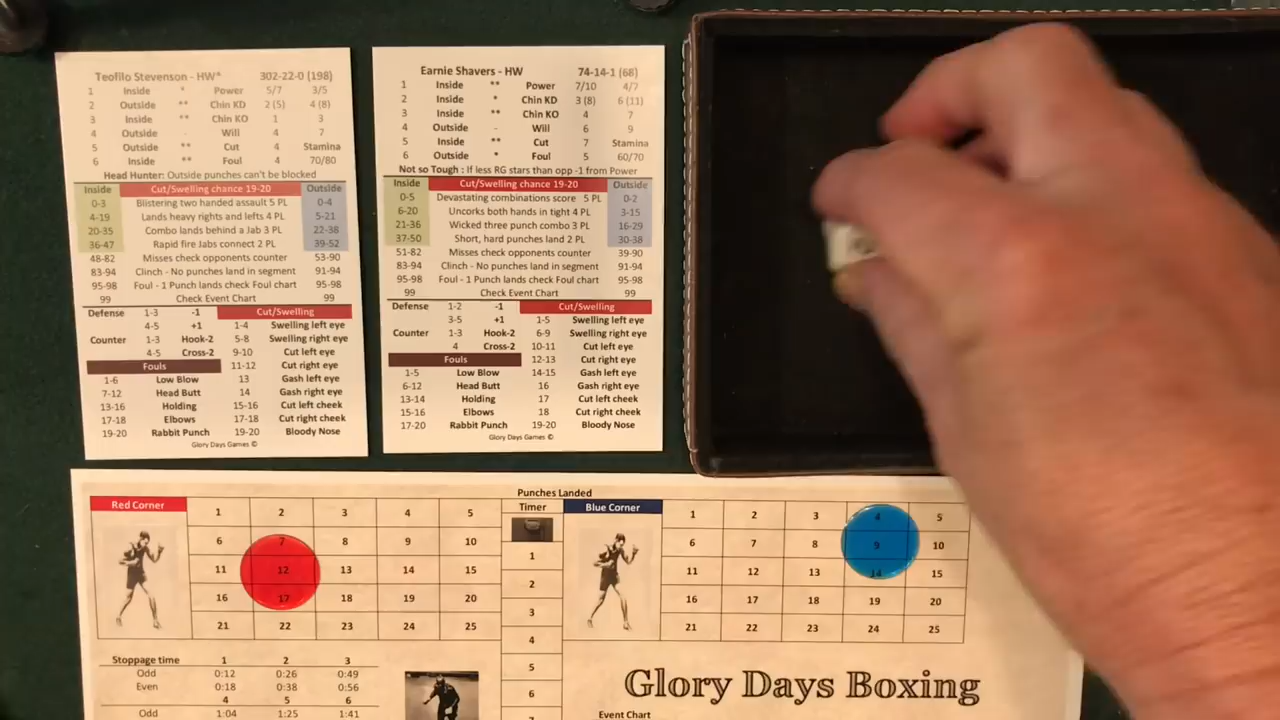 Teofilo Stevenson - HW* 302-22-0 (198)
1 Inside * Power 5/7 3/5
2 Outside ** Chin KD 2 (5) 4 (8)
3 Inside ** Chin KO 1 3
4 Outside - Will 4 7
5 Outside ** Cut 4 Stamina
6 Inside ** Foul 4 70/80
Head Hunter: Outside punches can't be blocked
Inside Cut/Swelling chance 19-20 Outside
0-3 Blistering two handed assault 5 PL 0-4
4-19 Lands heavy rights and lefts 4 PL 5-21
20-35 Combo lands behind a Jab 3 PL 22-38
36-47 Rapid fire Jabs connect 2 PL 39-52
48-82 Misses check opponents counter 53-90
83-94 Clinch - No punches land in segment 91-94
95-98 Foul - 1 Punch lands check Foul chart 95-98
99 Check Event Chart 99
Defense 1-3 -1 Cut/Swelling
4-5 +1 1-4 Swelling left eye
Counter 1-3 Hook-2 5-8 Swelling right eye
4-5 Cross-2 9-10 Cut left eye
Fouls 11-12 Cut right eye
1-6 Low Blow 13 Gash left eye
7-12 Head Butt 14 Gash right eye
13-16 Holding 15-16 Cut left cheek
17-18 Elbows 17-18 Cut right cheek
19-20 Rabbit Punch 19-20 Bloody Nose
Glory Days Games ©
Earnie Shavers - HW 74-14-1 (68)
1 Inside ** Power 7/10 4/7
2 Inside * Chin KD 3 (8) 6 (11)
3 Inside ** Chin KO 4 7
4 Outside - Will 6 9
5 Inside ** Cut 7 Stamina
6 Outside * Foul 5 60/70
Not so Tough : If less RG stars than opp -1 from Power
Inside Cut/Swelling chance 19-20 Outside
0-5 Devastating combinations score 5 PL 0-2
6-20 Uncorks both hands in tight 4 PL 3-15
21-36 Wicked three punch combo 3 PL 16-29
37-50 Short, hard punches land 2 PL 30-38
51-82 Misses check opponents counter 39-90
83-94 Clinch - No punches land in segment 91-94
95-98 Foul - 1 Punch lands check Foul chart 95-98
99 Check Event Chart 99
Defense 1-2 -1 Cut/Swelling
3-5 +1 1-5 Swelling left eye
Counter 1-3 Hook-2 6-9 Swelling right eye
4 Cross-2 10-11 Cut left eye
Fouls 12-13 Cut right eye
1-5 Low Blow 14-15 Gash left eye
6-12 Head Butt 16 Gash right eye
13-14 Holding 17 Cut left cheek
15-16 Elbows 18 Cut right cheek
17-20 Rabbit Punch 19-20 Bloody Nose
Glory Days Games ©
Punches Landed
Red Corner 1 2 3 4 5 Timer Blue Corner 1 2 3 4 5
6 7 8 9 10 6 7 8 9 10
11 12 13 14 15 1 11 12 13 14 15
16 17 18 19 20 2 16 17 18 19 20
21 22 23 24 25 3 21 22 23 24 25
4
5
6
Stoppage time 1 2 3
Odd 0:12 0:26 0:49
Even 0:18 0:38 0:56
4 5 6
Odd 1:04 1:25 1:41
Glory Days Boxing
Event Chart